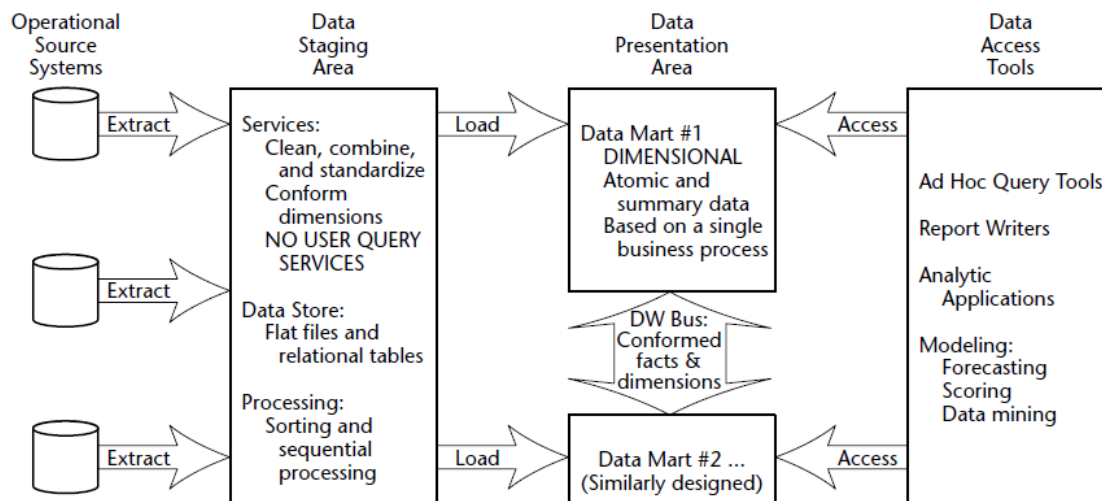 Operational
Source
Systems
Data
Staging
Area
Data
Presentation
Area
Data
Access
Tools
Extract
Extract
Extract
Services:
Clean, combine,
and standardize
Conform
dimensions
NO USER QUERY
SERVICES
Data Store:
Flat files and
relational tables
Processing:
Sorting and
sequential
processing
Load
Load
Data Mart #1
DIMENSIONAL
Atomic and
summary data
Based on a single
business process
DW Bus:
Conformed
facts &
dimensions
Data Mart #2 ...
(Similarly designed)
Access
Access
Ad Hoc Query Tools
Report Writers
Analytic
Applications
Modeling:
Forecasting
Scoring
Data mining